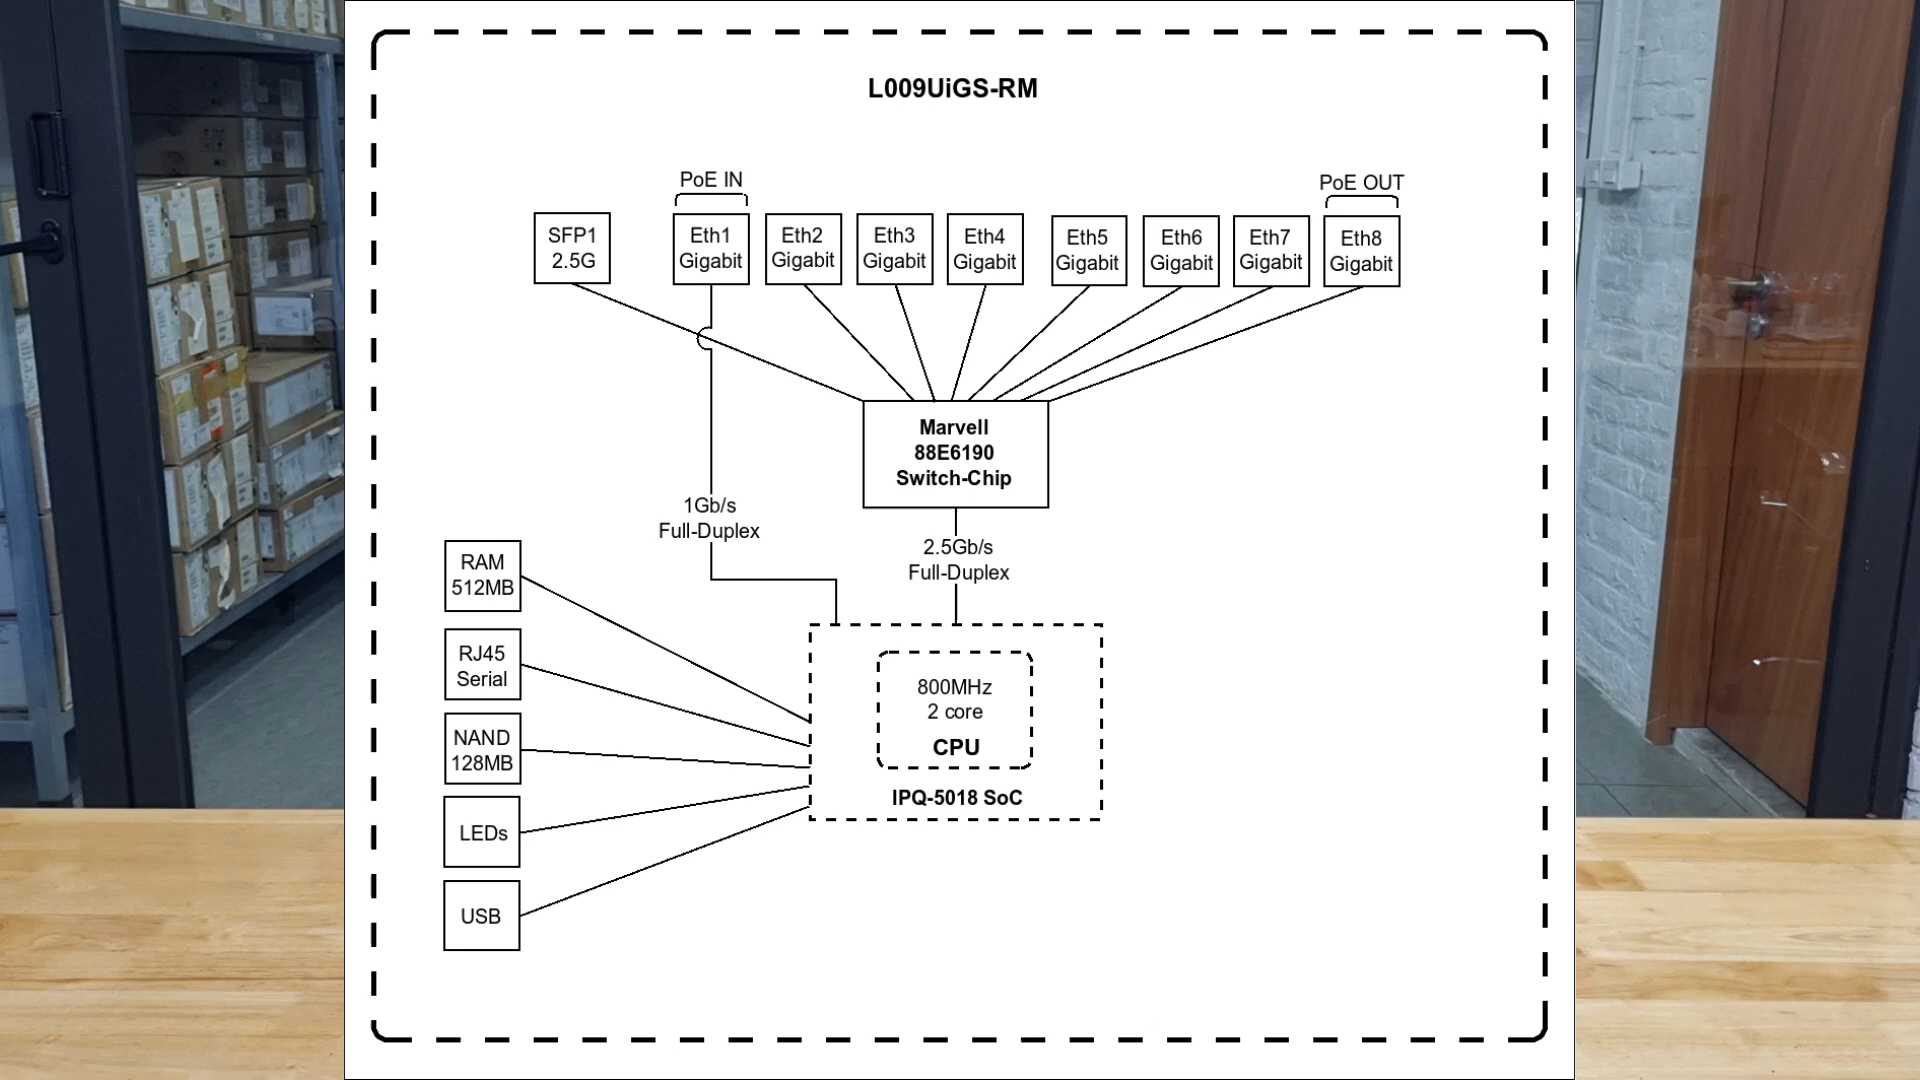 L009UiGS-RM
PoE IN
PoE OUT
SFP1
2.5G
Eth1
Gigabit
Eth2
Gigabit
Eth3
Gigabit
Eth4
Gigabit
Eth5
Gigabit
Eth6
Gigabit
Eth7
Gigabit
Eth8
Gigabit
Marvell
88E6190
Switch-Chip
1Gb/s
Full-Duplex
2.5Gb/s
Full-Duplex
RAM
512MB
RJ45
Serial
NAND
128MB
LEDs
USB
800MHz
2 core
CPU
IPQ-5018 SoC